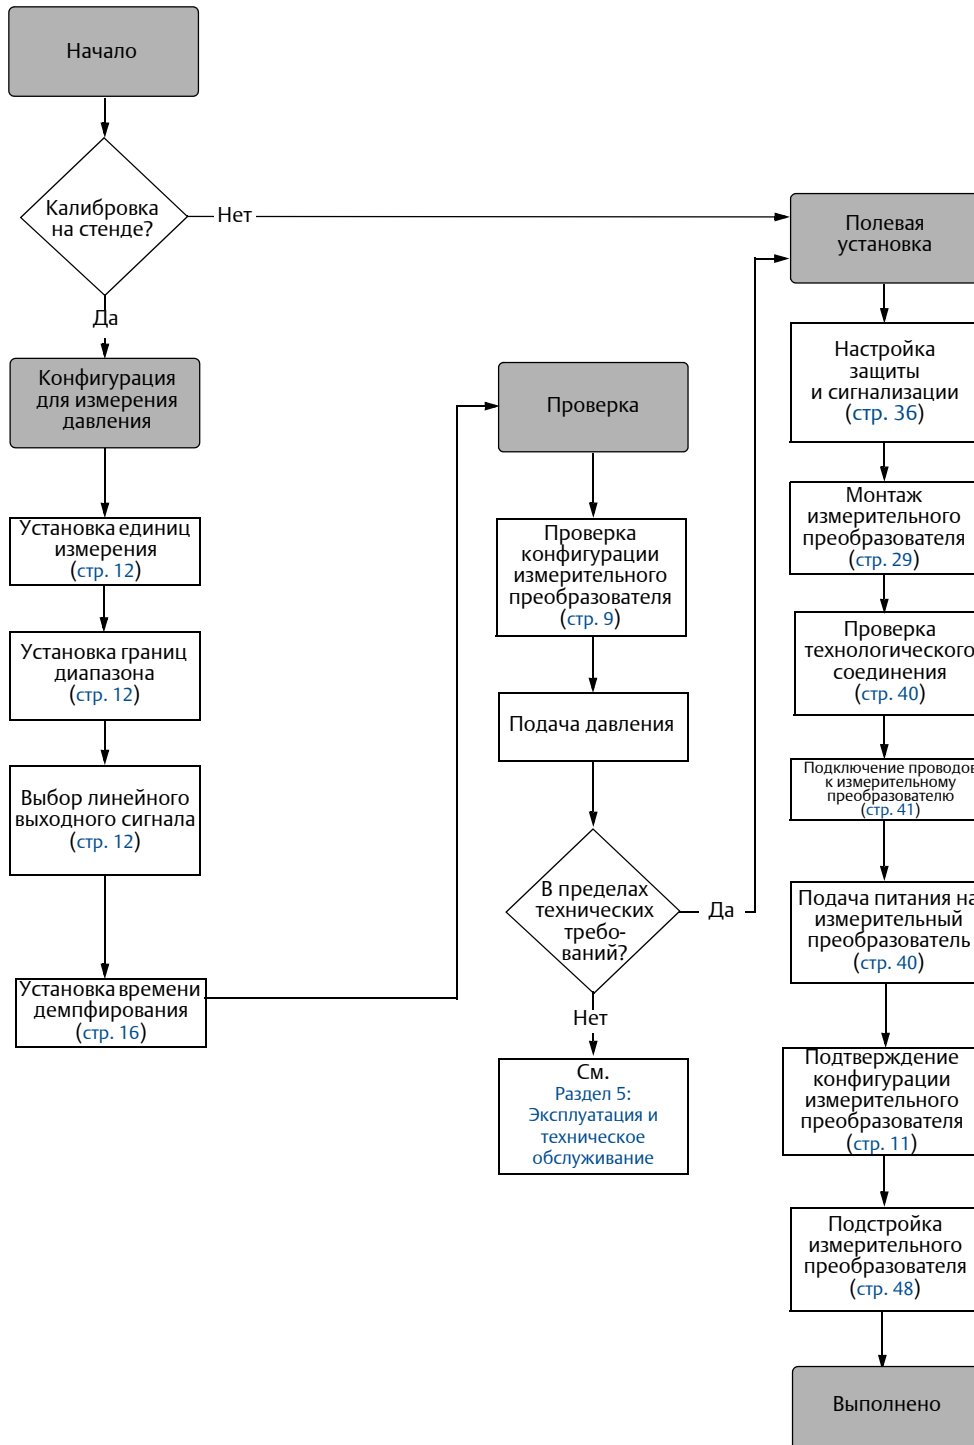 Начало
Калибровка
на стенде?
Нет
Да
Конфигурация
для измерения
давления
Установка единиц
измерения
(стр. 12)
Установка границ
диапазона
(стр. 12)
Выбор линейного
выходного сигнала
(стр. 12)
Установка времени
демпфирования
(стр. 16)
Проверка
Проверка
конфигурации
измерительного
преобразователя
(стр. 9)
Подача давления
В пределах
технических
требо-
ваний?
Да
Нет
См.
Раздел 5:
Эксплуатация и
техническое
обслуживание
Полевая
установка
Настройка
защиты
и сигнализации
(стр. 36)
Монтаж
измерительного
преобразователя
(стр. 29)
Проверка
технологического
соединения
(стр. 40)
Подключение проводов
к измерительному
преобразователю
(стр. 41)
Подача питания на
измерительный
преобразователь
(стр. 40)
Подтверждение
конфигурации
измерительного
преобразователя
(стр. 11)
Подстройка
измерительного
преобразователя
(стр. 48)
Выполнено